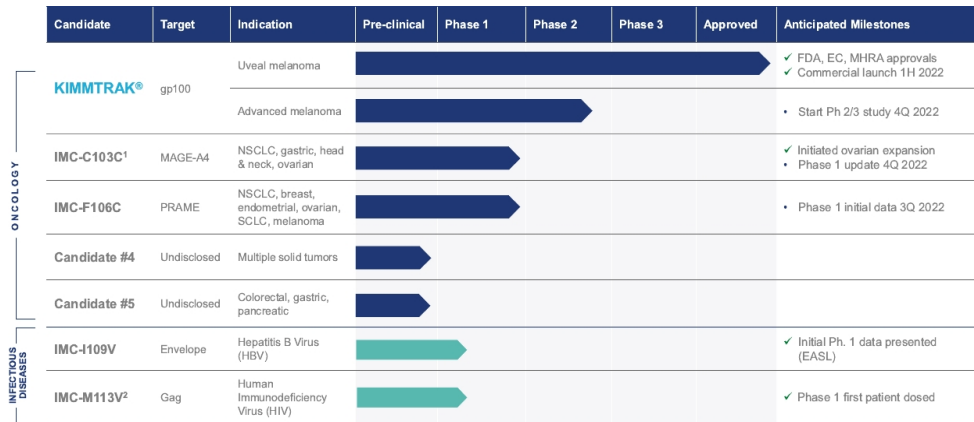 Candidate Target Indication Pre-clinical Phase 1 Phase 2 Phase 3 Approved Anticipated Milestones
ONCOLOGY
KIMMTRAK® gp100
Uveal melanoma
✓ FDA, EC, MHRA approvals
✓ Commercial launch 1H 2022
Advanced melanoma
• Start Ph 2/3 study 4Q 2022
IMC-C103C¹ MAGE-A4
NSCLC, gastric, head
& neck, ovarian
✓ Initiated ovarian expansion
• Phase 1 update 4Q 2022
IMC-F106C PRAME
NSCLC, breast,
endometrial, ovarian,
SCLC, melanoma
• Phase 1 initial data 3Q 2022
Candidate #4 Undisclosed Multiple solid tumors
Candidate #5 Undisclosed
Colorectal, gastric,
pancreatic
INFECTIOUS
DISEASES
IMC-I109V Envelope
Hepatitis B Virus
(HBV)
✓ Initial Ph. 1 data presented
(EASL)
IMC-M113V² Gag
Human
Immunodeficiency
Virus (HIV)
✓ Phase 1 first patient dosed